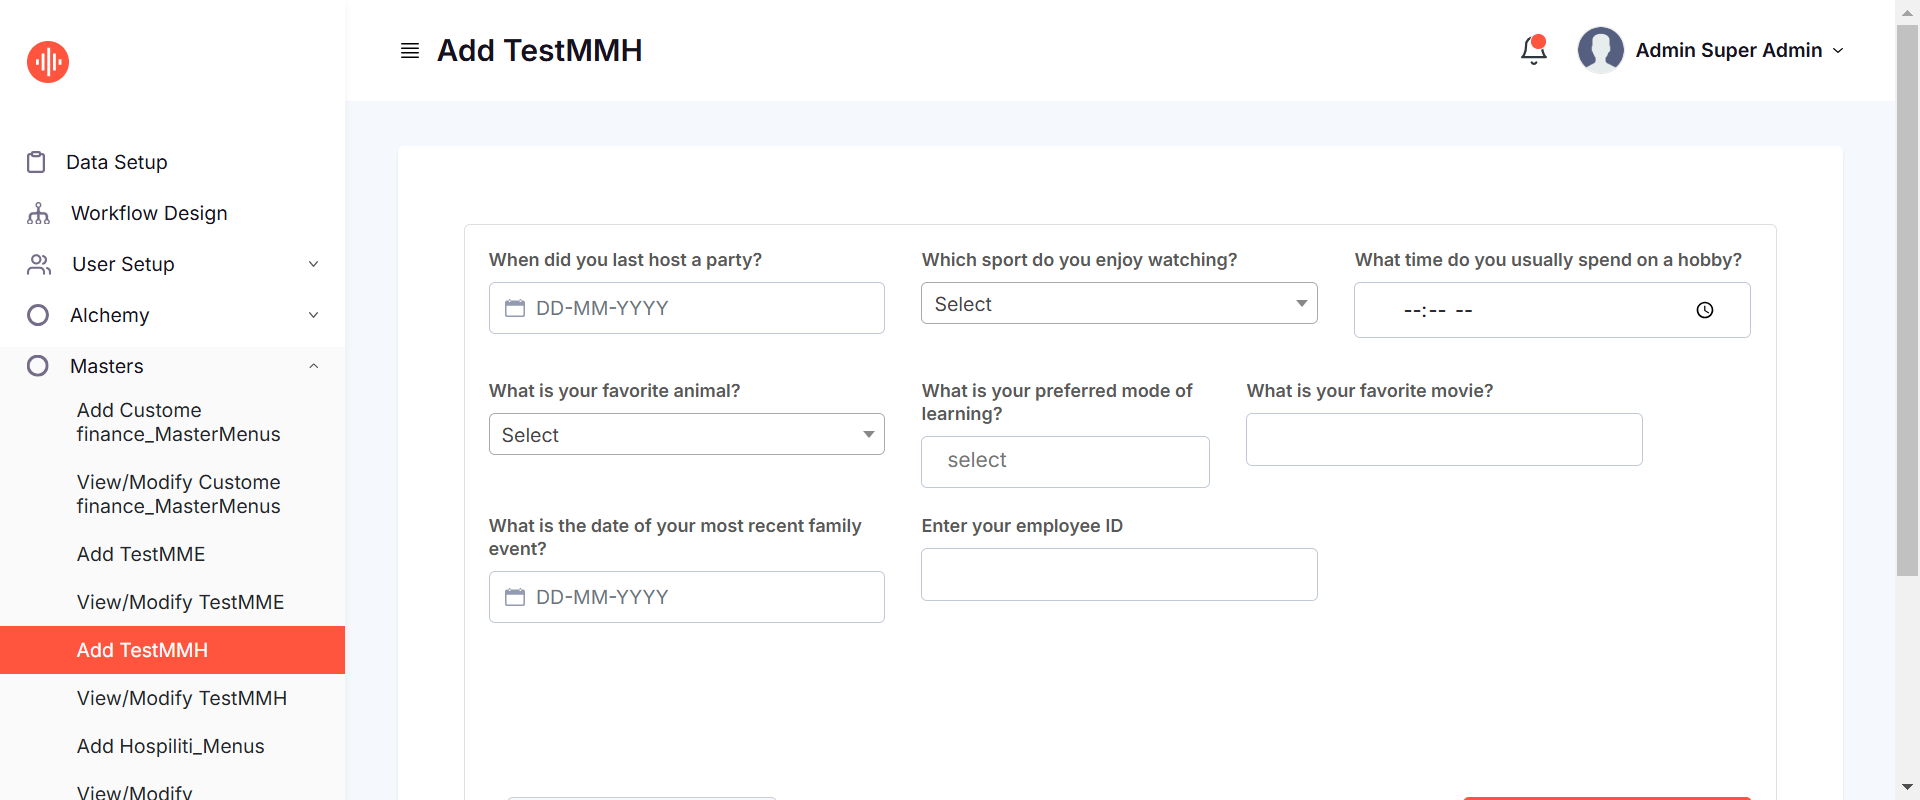 Add TestMMH
Admin Super Admin
Data Setup
Workflow Design
User Setup
Alchemy
Masters
Add Custome
finance_MasterMenus
View/Modify Custome
finance_MasterMenus
Add TestMME
View/Modify TestMME
Add TestMMH
View/Modify TestMMH
Add Hospiliti_Menus
View/Modify
When did you last host a party?
DD-MM-YYYY
Which sport do you enjoy watching?
Select
What time do you usually spend on a hobby?
--:-- --
What is your favorite animal?
Select
What is your preferred mode of
learning?
select
What is your favorite movie?
What is the date of your most recent family
event?
DD-MM-YYYY
Enter your employee ID